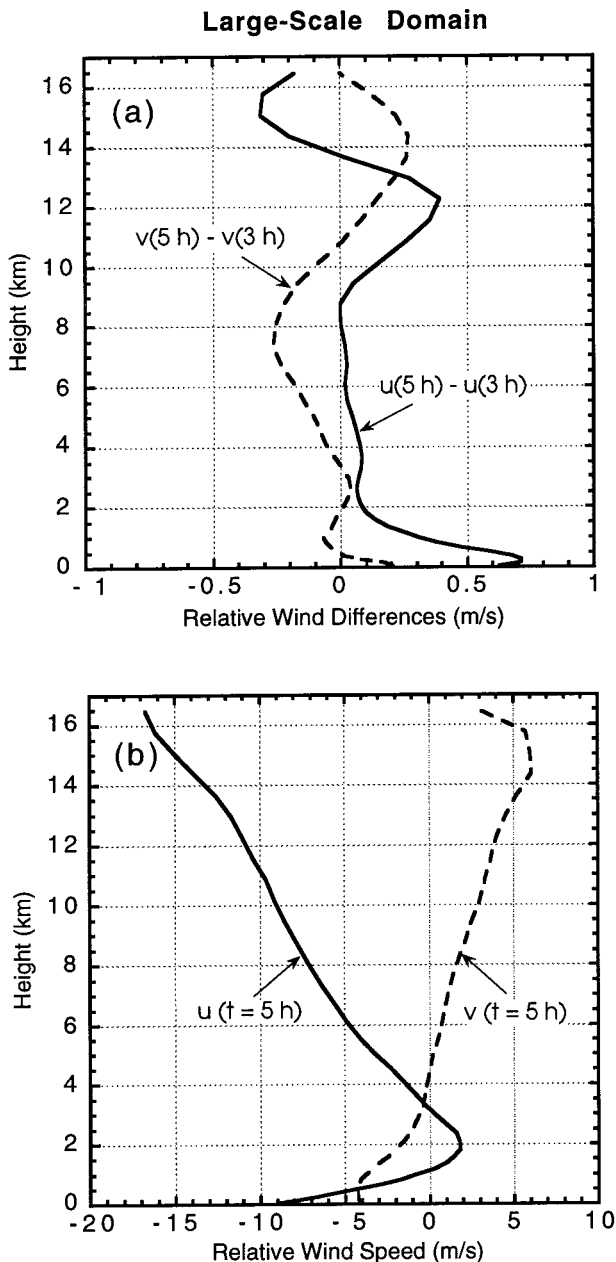 Large-Scale Domain
16
(a)
14
12
v(5 h) - v(3 h)
10
Height (km)
8
6
u(5 h) - u(3 h)
4
2
0
-1 -0.5 0 0.5 1
Relative Wind Differences (m/s)
16
(b)
14
12
10
Height (km)
8
6
u (t = 5 h) v (t = 5 h)
4
2
0
-20 -15 -10 -5 0 5 10
Relative Wind Speed (m/s)